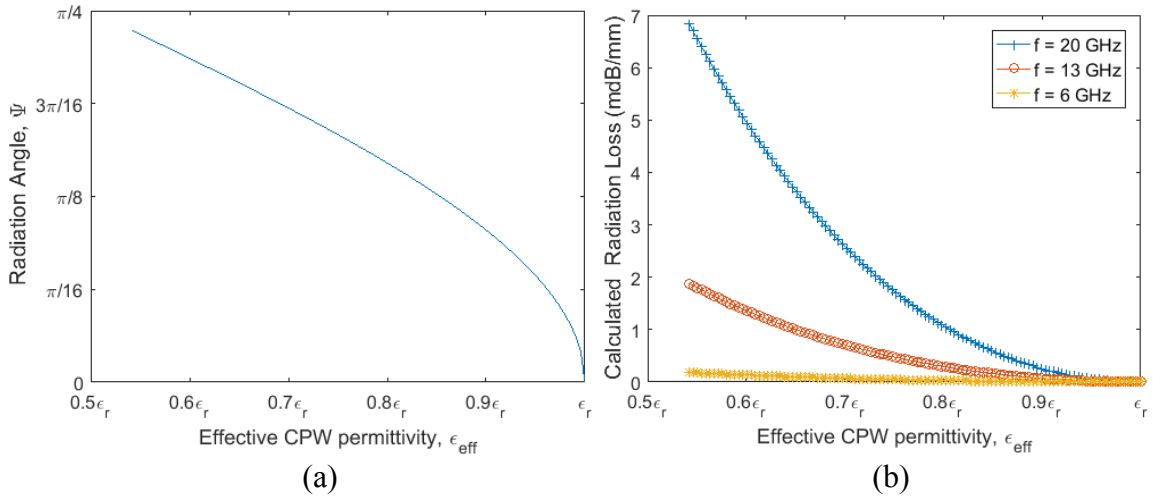 π/4
3π/16
π/8
π/16
0
Radiation Angle, Ψ
0.5ϵr 0.6ϵr 0.7ϵr 0.8ϵr 0.9ϵr ϵr
Effective CPW permittivity, ϵeff
(a)
7
6
5
4
3
2
1
0
Calculated Radiation Loss (mdB/mm)
f = 20 GHz
f = 13 GHz
f = 6 GHz
0.5ϵr 0.6ϵr 0.7ϵr 0.8ϵr 0.9ϵr ϵr
Effective CPW permittivity, ϵeff
(b)